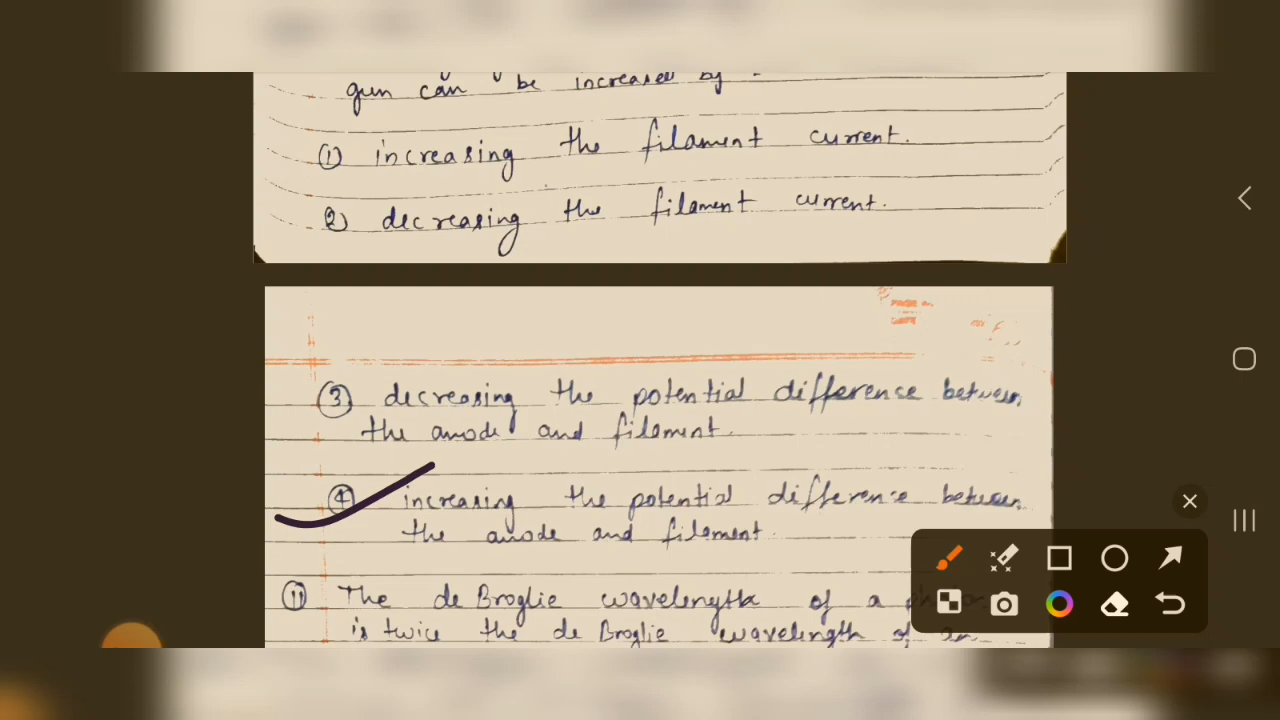 gun can be increased by -
① increasing the filament current.
② decreasing the filament current.
③ decreasing the potential difference between
the anode and filament.
④ increasing the potential difference between
the anode and filament.
⑪ The de Broglie wavelength of a
is twice the de Broglie wavelength of an